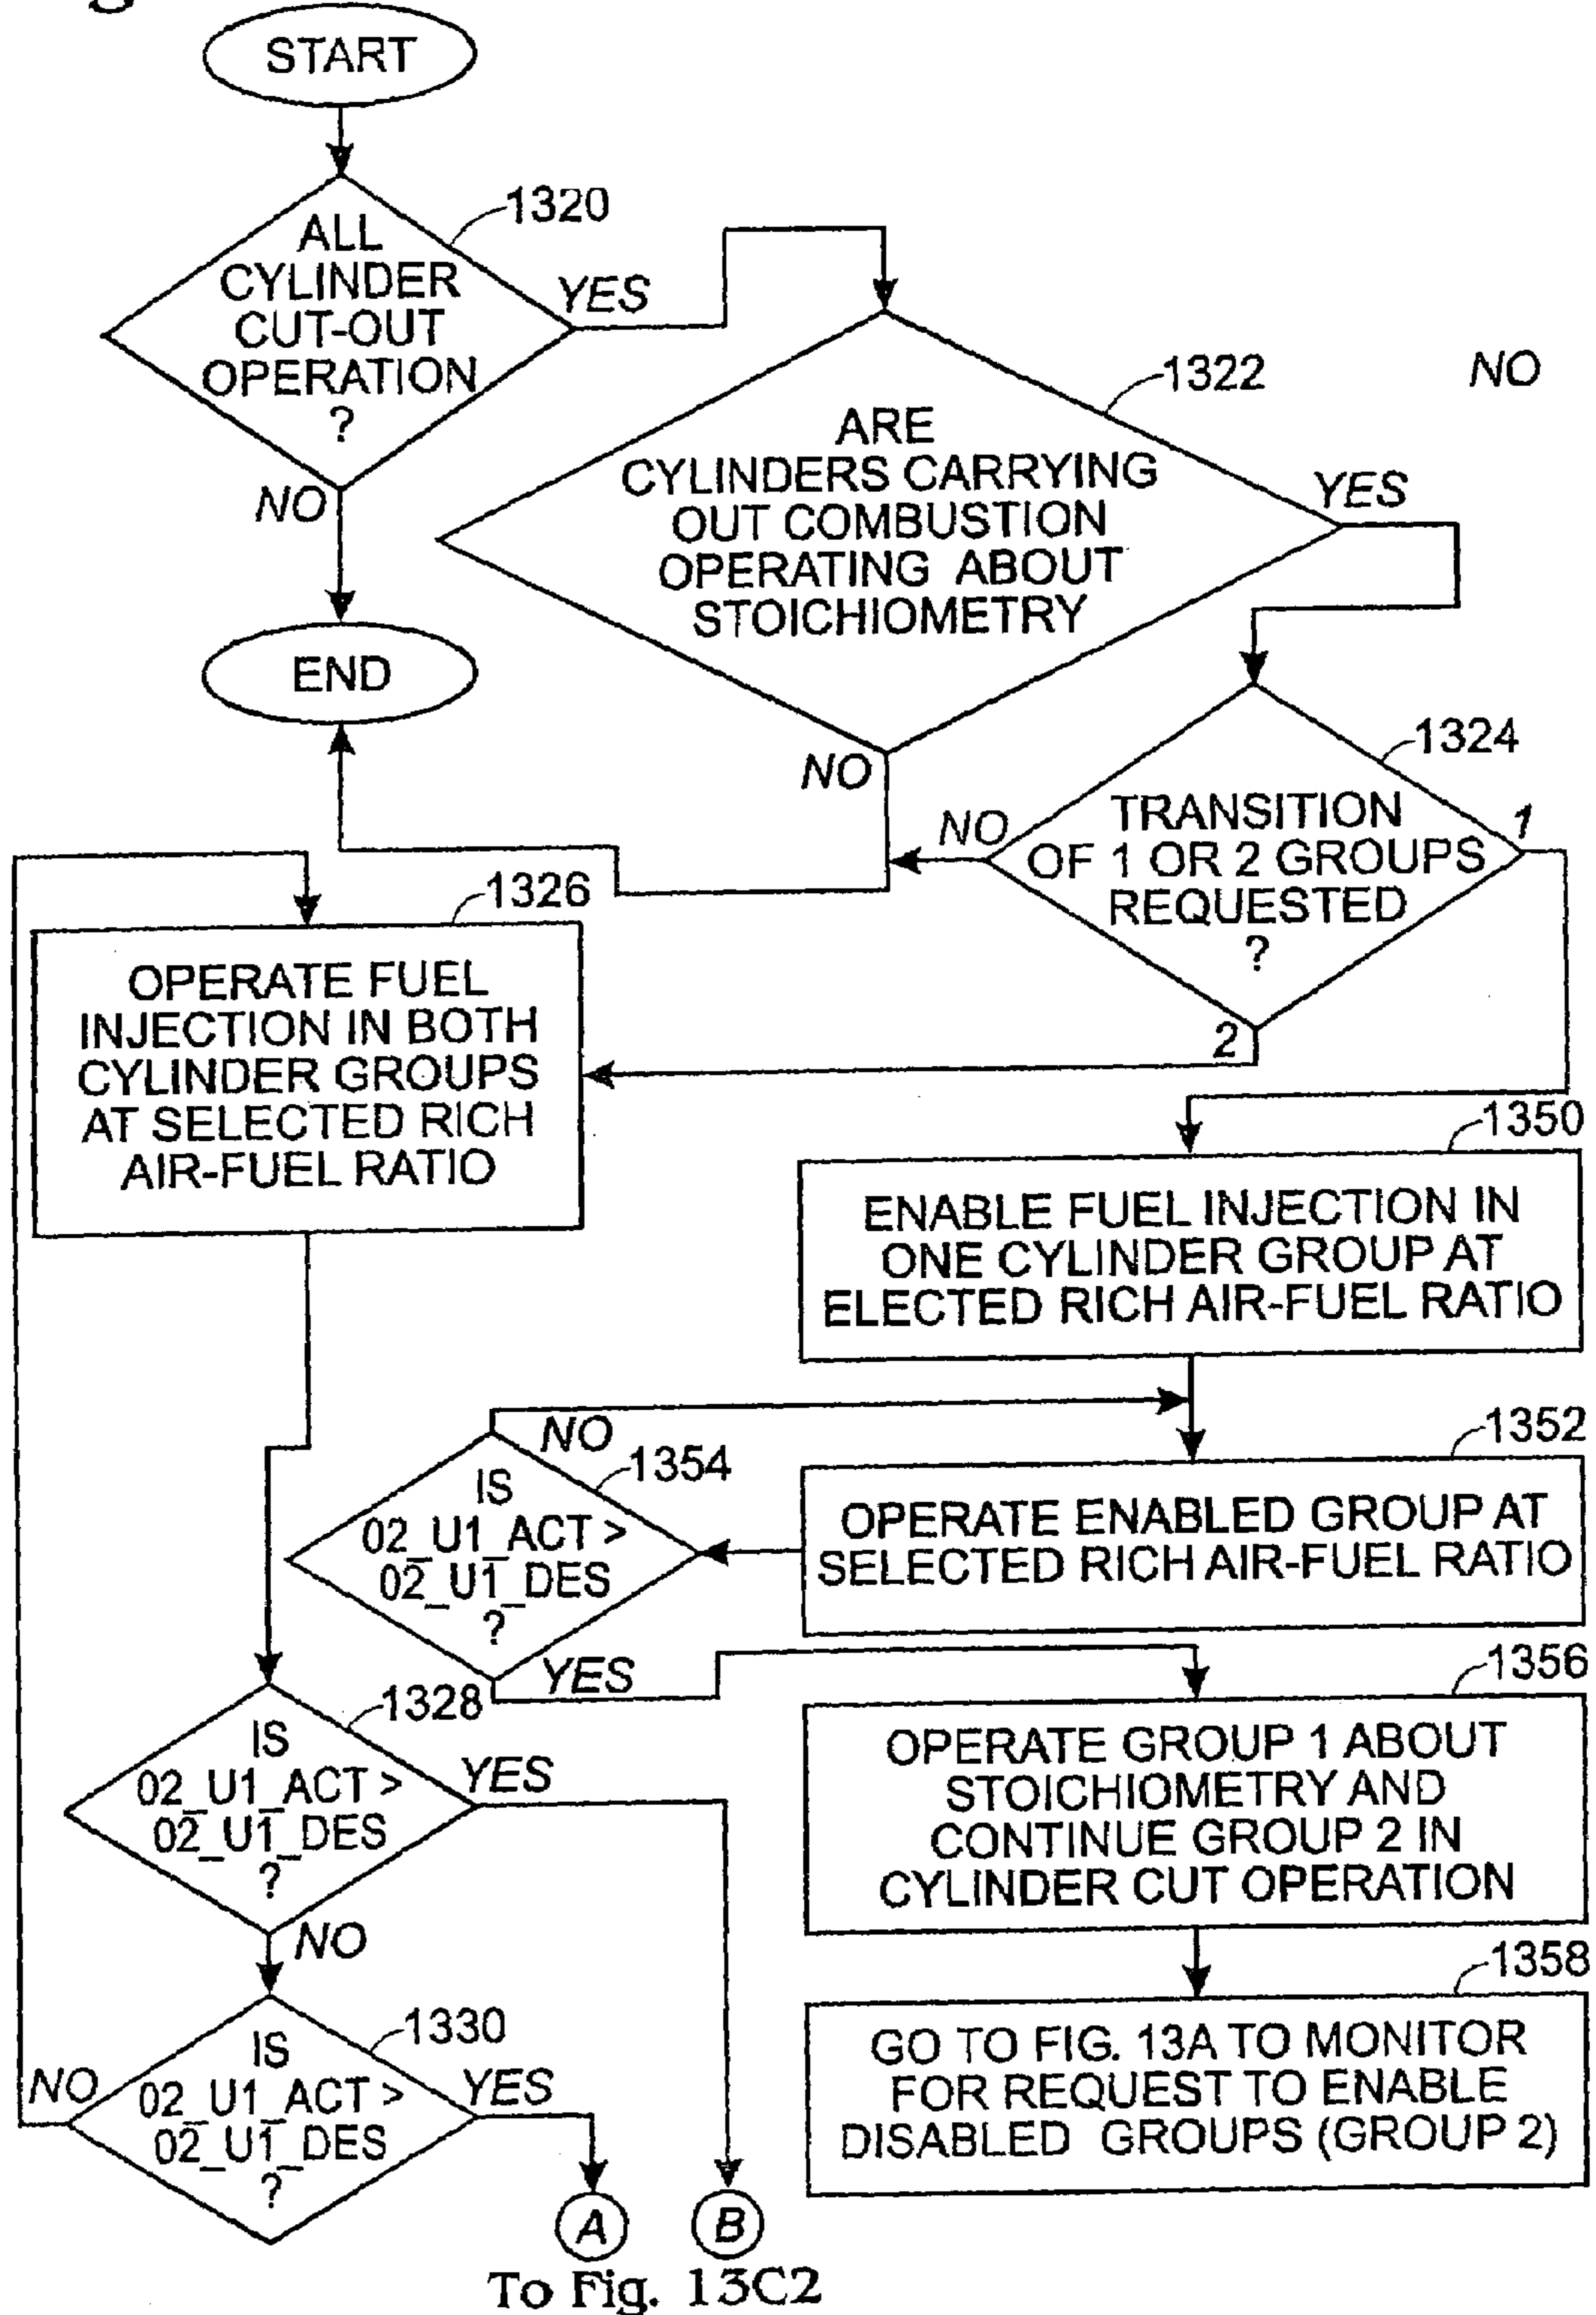 START
1320
ALL
CYLINDER
CUT-OUT
OPERATION
?
YES
NO
1322
NO
ARE
CYLINDERS CARRYING
OUT COMBUSTION
OPERATING ABOUT
STOICHIOMETRY
YES
NO
END
1324
TRANSITION
OF 1 OR 2 GROUPS
REQUESTED
?
NO
1
2
1326
OPERATE FUEL
INJECTION IN BOTH
CYLINDER GROUPS
AT SELECTED RICH
AIR-FUEL RATIO
1350
ENABLE FUEL INJECTION IN
ONE CYLINDER GROUP AT
ELECTED RICH AIR-FUEL RATIO
1352
OPERATE ENABLED GROUP AT
SELECTED RICH AIR-FUEL RATIO
NO
1354
IS
02_U1_ACT >
02_U1_DES
?
YES
1356
OPERATE GROUP 1 ABOUT
STOICHIOMETRY AND
CONTINUE GROUP 2 IN
CYLINDER CUT OPERATION
1328
IS
02_U1_ACT >
02_U1_DES
?
YES
NO
1358
GO TO FIG. 13A TO MONITOR
FOR REQUEST TO ENABLE
DISABLED GROUPS (GROUP 2)
1330
IS
02_U1_ACT >
02_U1_DES
?
NO
YES
A
B
To Fig. 13C2